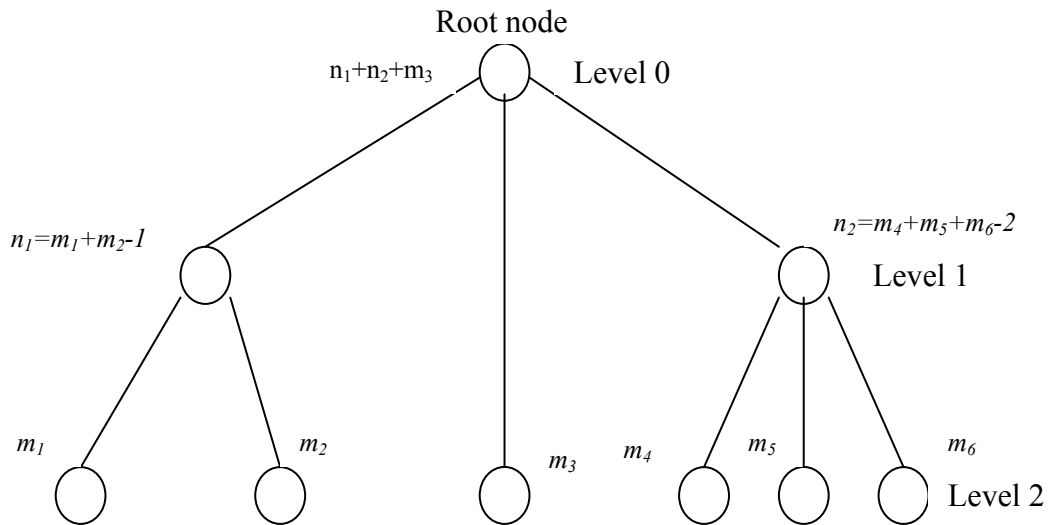 Root node
n₁+n₂+m₃
Level 0
n₁=m₁+m₂-1
n₂=m₄+m₅+m₆-2
Level 1
m₁
m₂
m₃
m₄
m₅
m₆
Level 2